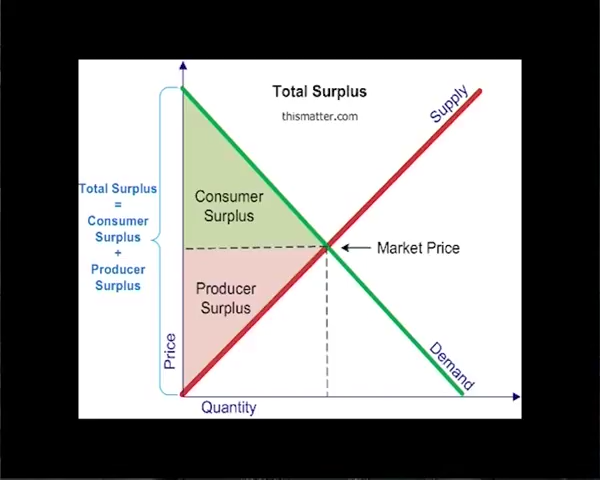 Total Surplus
thismatter.com
Supply
Total Surplus
=
Consumer
Surplus
+
Producer
Surplus
Consumer
Surplus
Market Price
Producer
Surplus
Price
Demand
Quantity